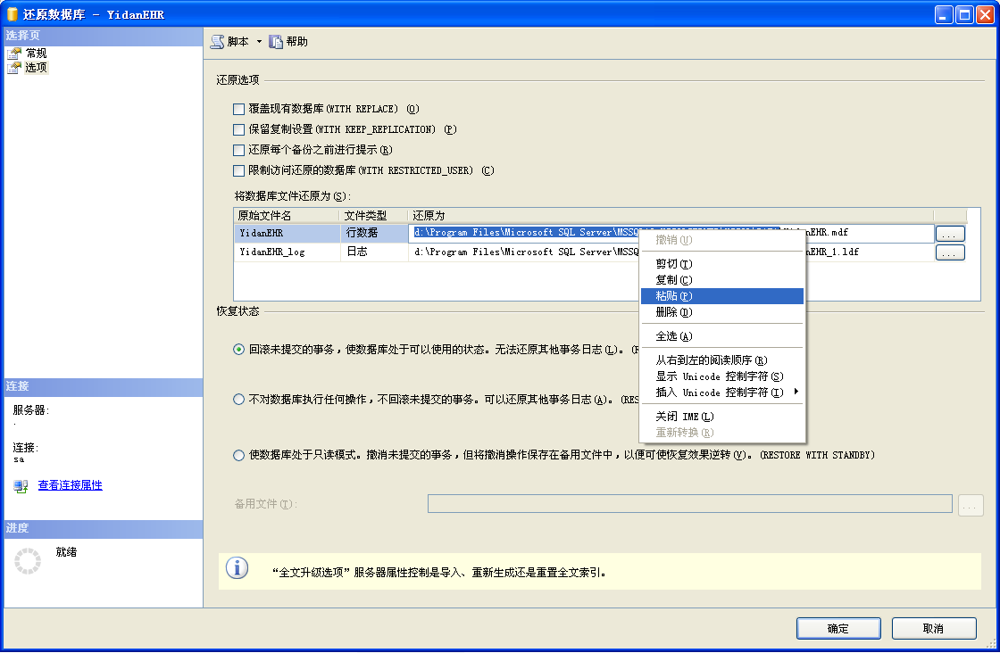 还原数据库 - YidanEHR
选择页
常规
选项
脚本 帮助
还原选项
覆盖现有数据库(WITH REPLACE) (O)
保留复制设置(WITH KEEP_REPLICATION) (P)
还原每个备份之前进行提示(R)
限制访问还原的数据库(WITH RESTRICTED_USER) (C)
将数据库文件还原为(S):
原始文件名 文件类型 还原为
YidanEHR 行数据 d:\Program Files\Microsoft SQL Server\MSSQ EHR.mdf ...
YidanEHR_log 日志 d:\Program Files\Microsoft SQL Server\MSSQ EHR_1.ldf ...
撤销(U)
剪切(T)
复制(C)
粘贴(P)
删除(D)
全选(A)
从右到左的阅读顺序(R)
显示 Unicode 控制字符(S)
插入 Unicode 控制字符(I)
关闭 IME(L)
重新转换(R)
恢复状态
回滚未提交的事务，使数据库处于可以使用的状态。无法还原其他事务日志(L)。(R
不对数据库执行任何操作，不回滚未提交的事务。可以还原其他事务日志(A)。(RES
使数据库处于只读模式。撤消未提交的事务，但将撤消操作保存在备用文件中，以便可使恢复效果逆转(V)。(RESTORE WITH STANDBY)
备用文件(T): ...
“全文升级选项”服务器属性控制是导入、重新生成还是重置全文索引。
连接
服务器:
.
连接:
sa
查看连接属性
进度
就绪
确定 取消